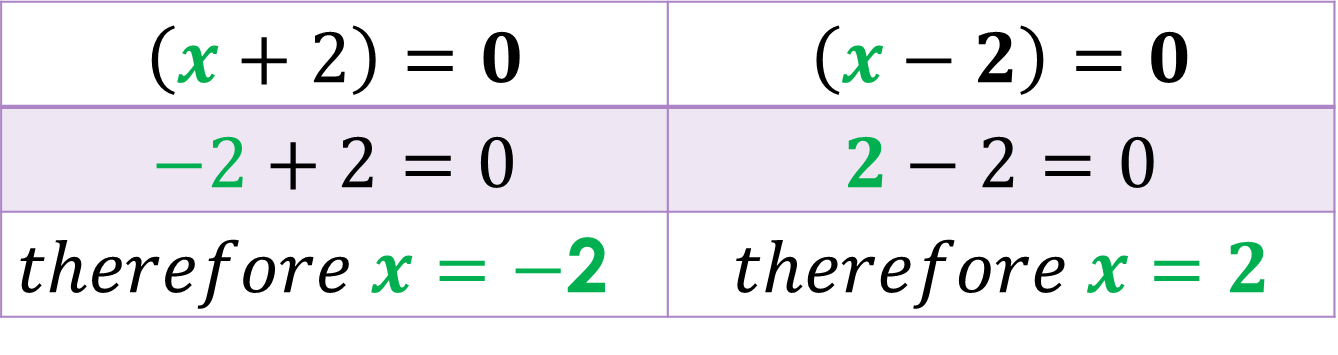 (x + 2) = 0
(x − 2) = 0
−2 + 2 = 0
2 − 2 = 0
therefore x = −2
therefore x = 2